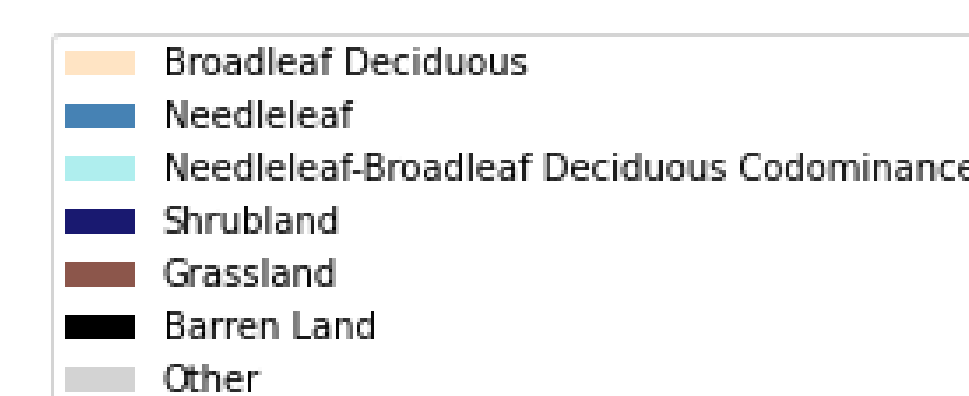 Broadleaf Deciduous
Needleleaf
Needleleaf-Broadleaf Deciduous Codominance
Shrubland
Grassland
Barren Land
Other